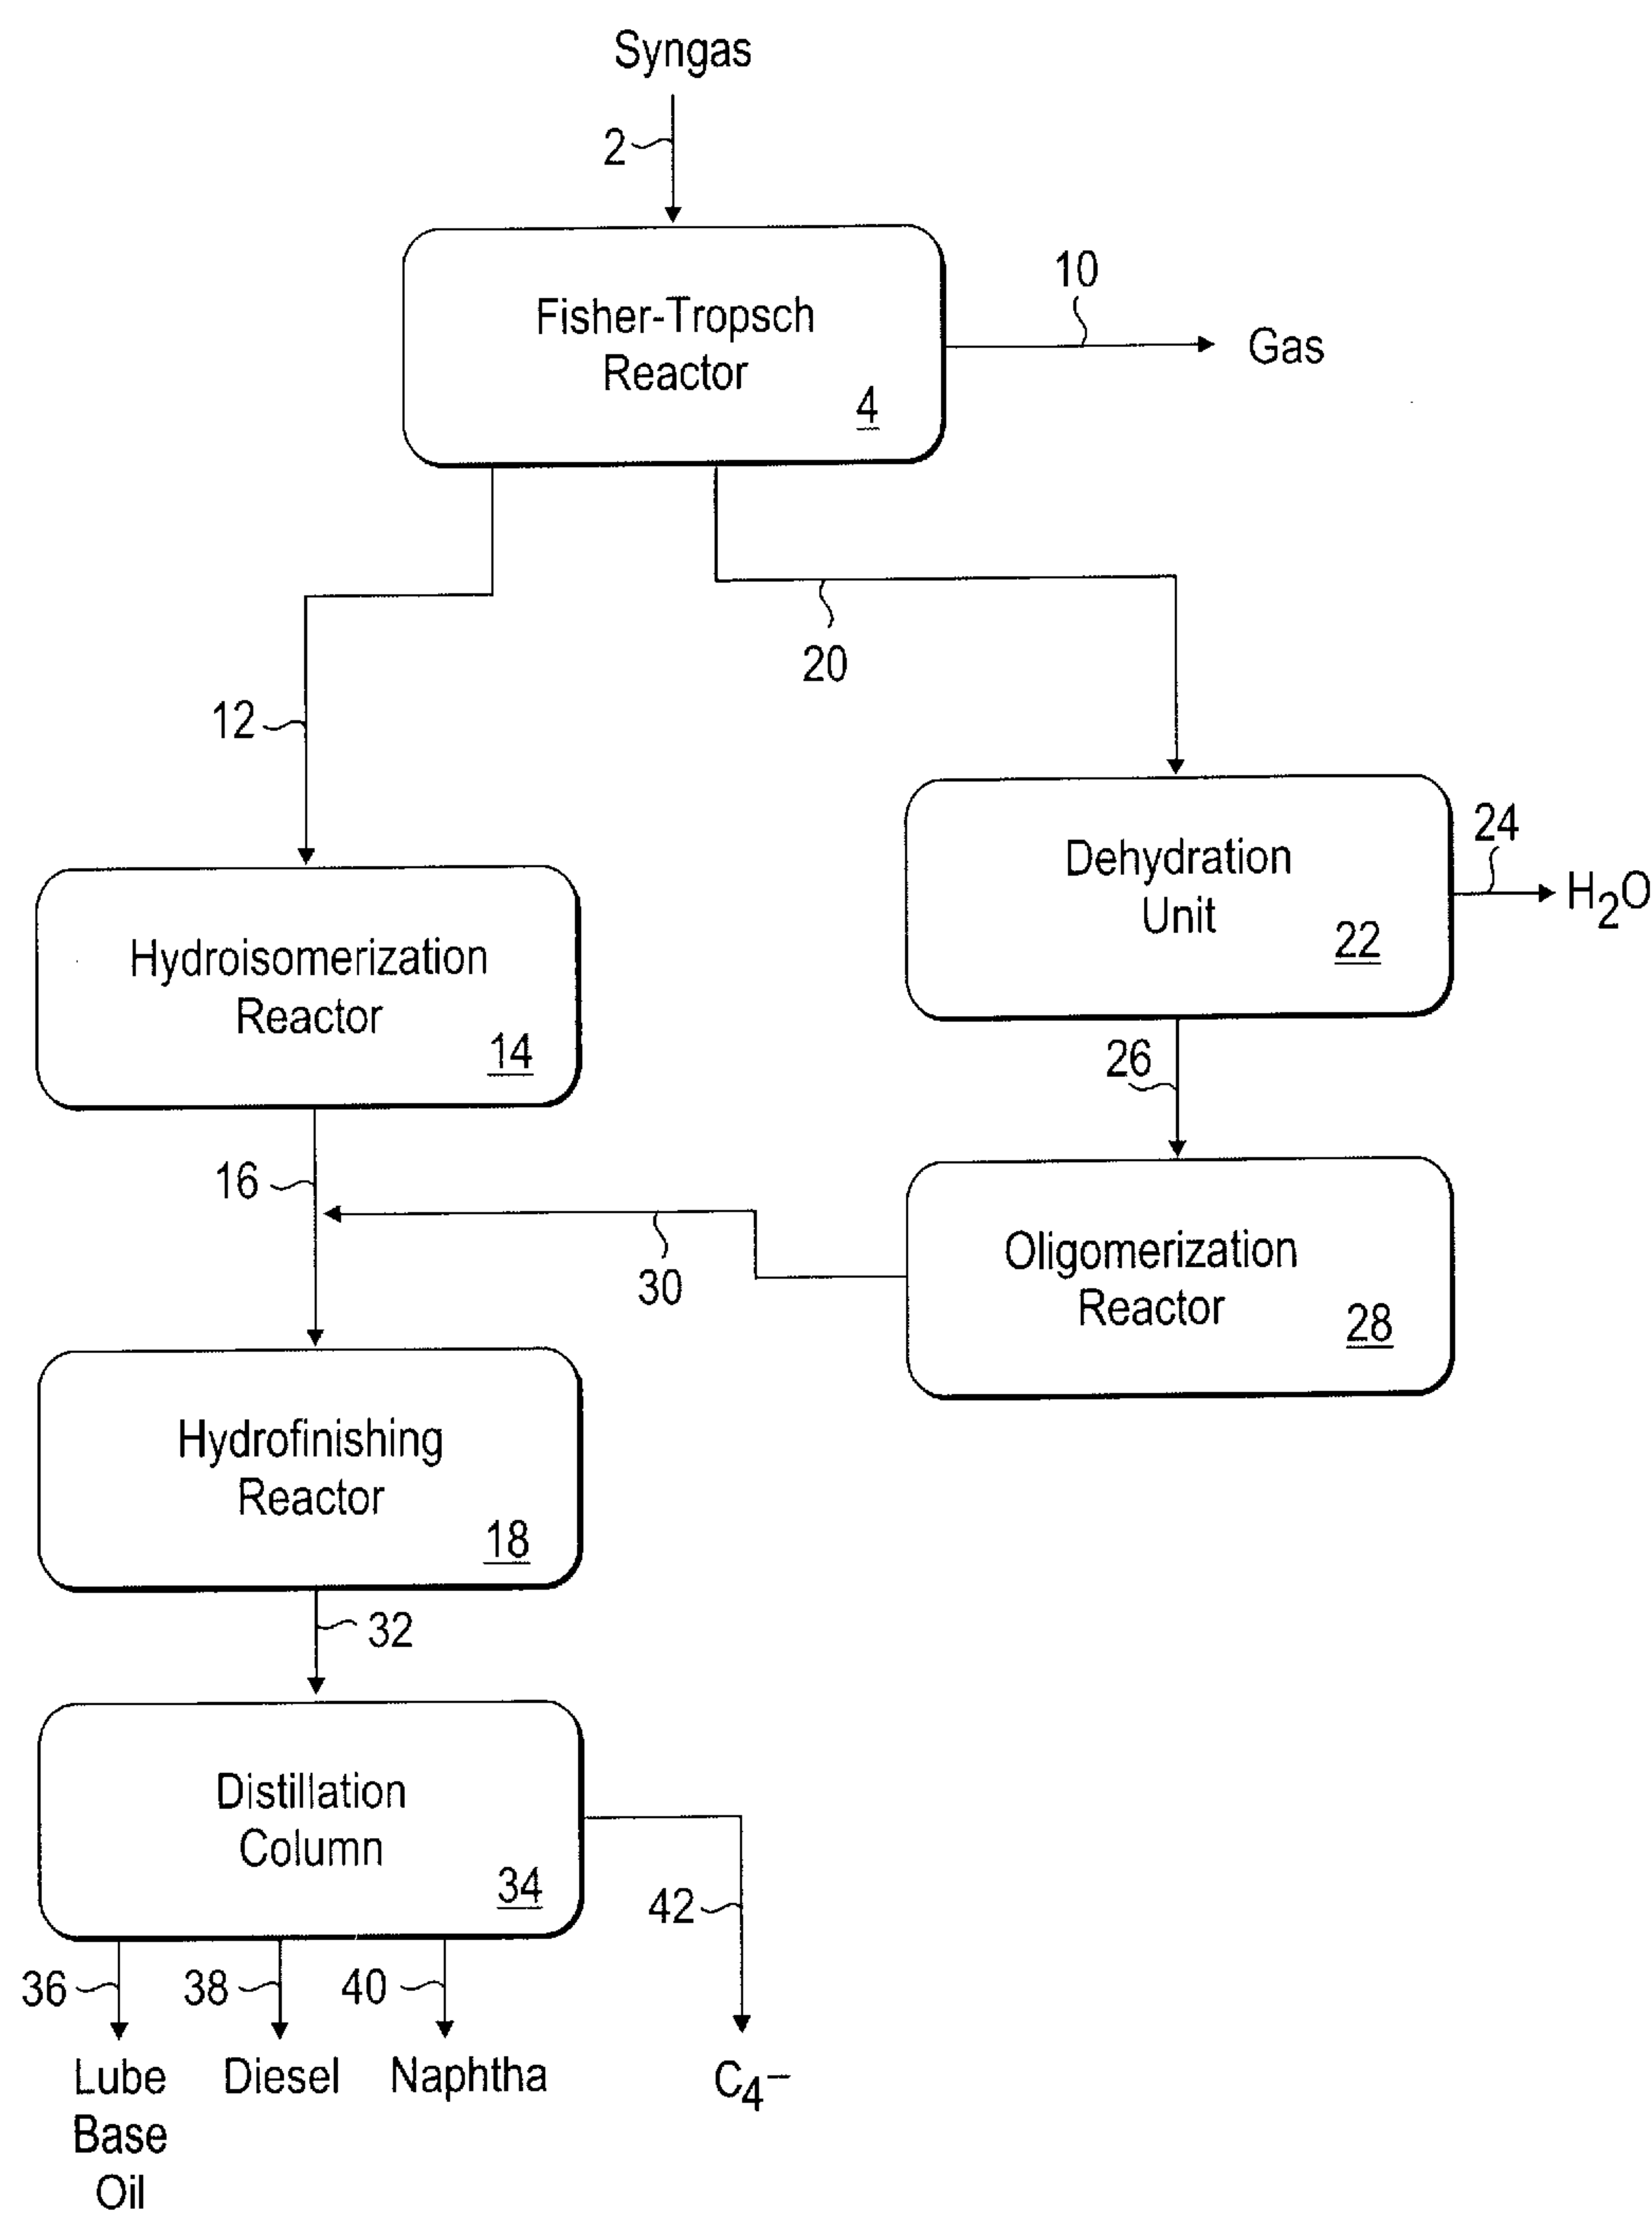 Syngas
2
Fisher-Tropsch
Reactor
4
10
Gas
20
12
Dehydration
Unit
22
24
H2O
Hydroisomerization
Reactor
14
26
16
30
Oligomerization
Reactor
28
Hydrofinishing
Reactor
18
32
Distillation
Column
34
42
36
38
40
Lube
Base
Oil
Diesel
Naphtha
C4–